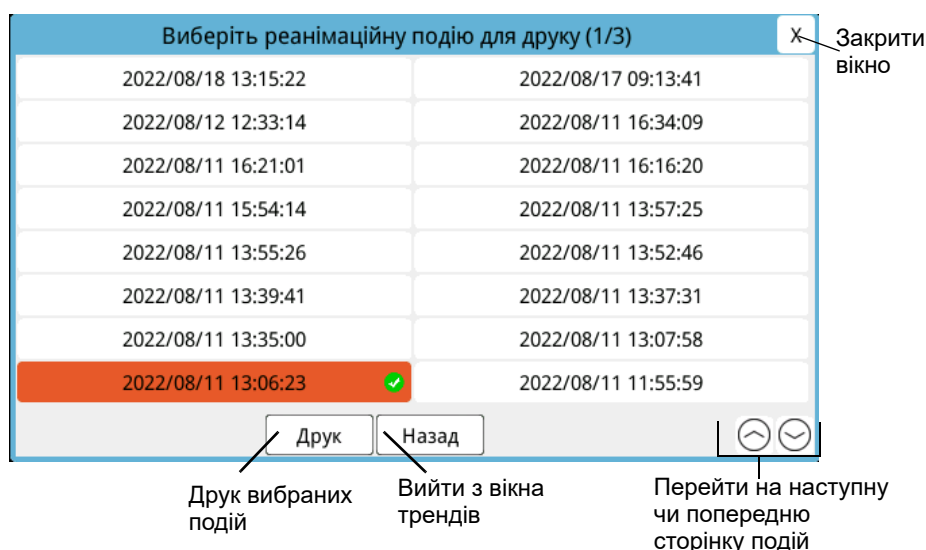 Виберіть реанімаційну подію для друку (1/3)
X
Закрити
вікно
2022/08/18 13:15:22
2022/08/17 09:13:41
2022/08/12 12:33:14
2022/08/11 16:34:09
2022/08/11 16:21:01
2022/08/11 16:16:20
2022/08/11 15:54:14
2022/08/11 13:57:25
2022/08/11 13:55:26
2022/08/11 13:52:46
2022/08/11 13:39:41
2022/08/11 13:37:31
2022/08/11 13:35:00
2022/08/11 13:07:58
2022/08/11 13:06:23
2022/08/11 11:55:59
Друк
Назад
Друк вибраних
подій
Вийти з вікна
трендів
Перейти на наступну
чи попередню
сторінку подій